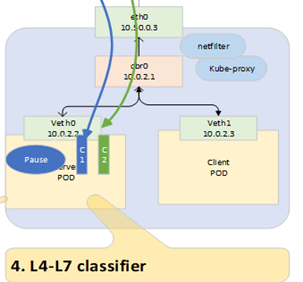 eth0
10.50.0.3
netfilter
Kube-proxy
cbr0
10.0.2.1
Veth0
10.0.2.2
Veth1
10.0.2.3
Pause
C
1
C
2
POD
Client
POD
4. L4-L7 classifier